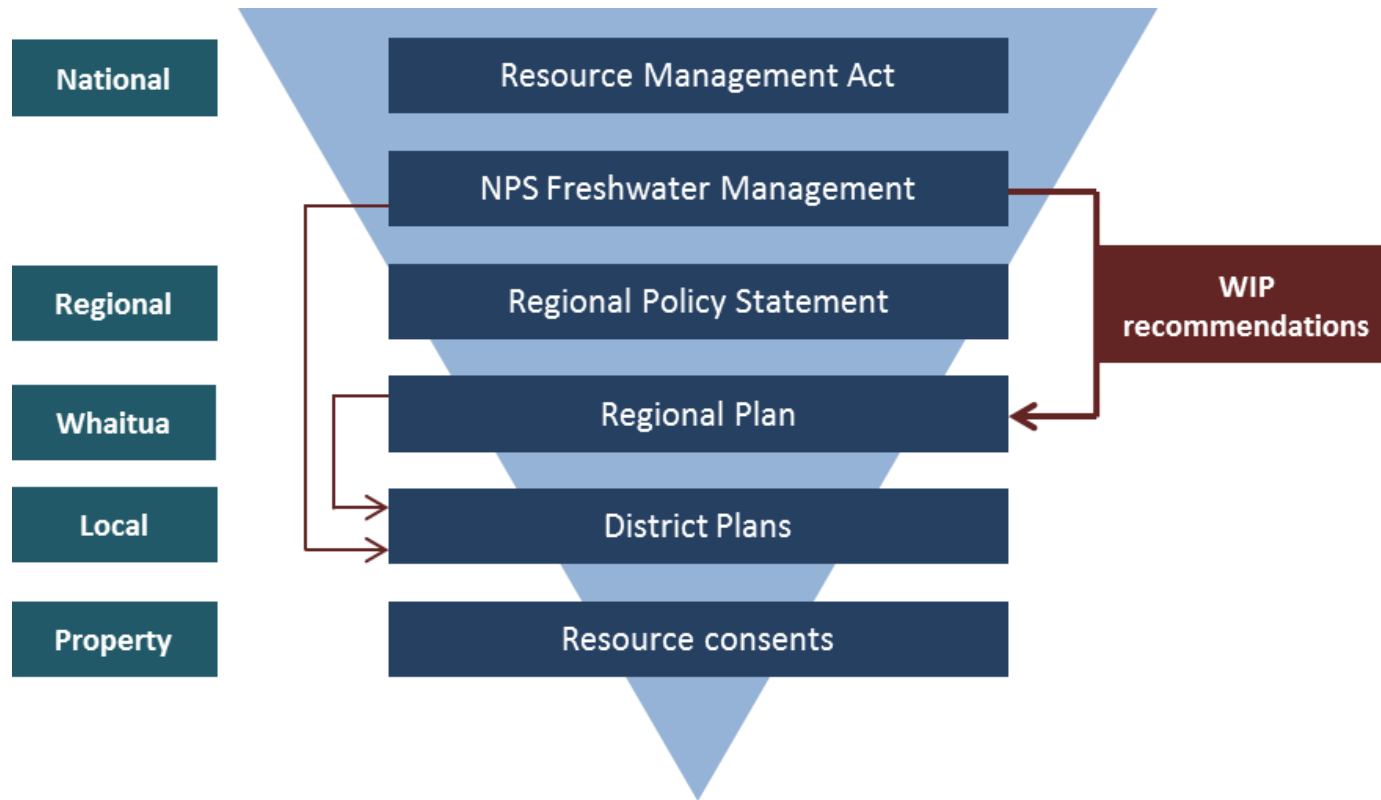 National
Resource Management Act
NPS Freshwater Management
Regional
Regional Policy Statement
WIP
recommendations
Whaitua
Regional Plan
Local
District Plans
Property
Resource consents